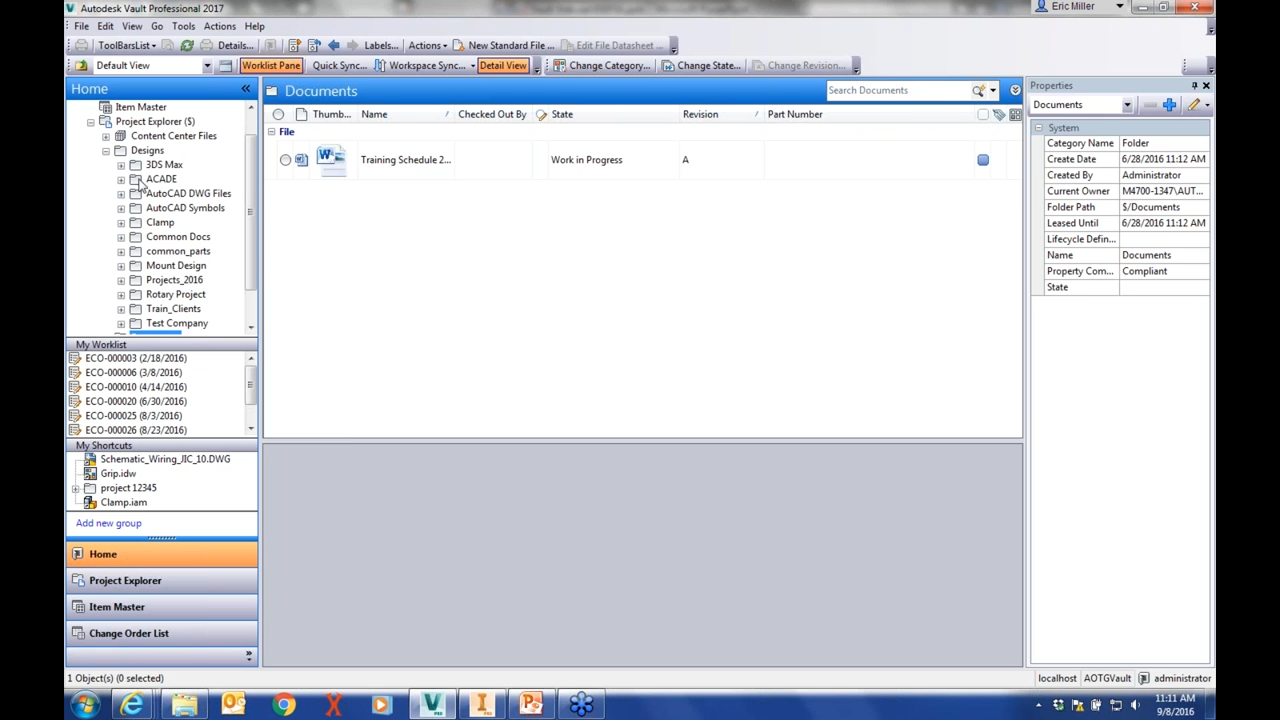 Autodesk Vault Professional 2017
Eric Miller
File Edit View Go Tools Actions Help
ToolBarsList Details... Labels... Actions New Standard File ... Edit File Datasheet ...
Default View Worklist Pane Quick Sync... Workspace Sync... Detail View Change Category... Change State... Change Revision...
Home
Item Master
Project Explorer ($)
Content Center Files
Designs
3DS Max
ACADE
AutoCAD DWG Files
AutoCAD Symbols
Clamp
Common Docs
common_parts
Mount Design
Projects_2016
Rotary Project
Train_Clients
Test Company
My Worklist
ECO-000003 (2/18/2016)
ECO-000006 (3/8/2016)
ECO-000010 (4/14/2016)
ECO-000020 (6/30/2016)
ECO-000025 (8/3/2016)
ECO-000026 (8/23/2016)
My Shortcuts
Schematic_Wiring_JIC_10.DWG
Grip.idw
project 12345
Clamp.iam
Add new group
Home
Project Explorer
Item Master
Change Order List
Documents
Search Documents
Thumb... Name Checked Out By State Revision Part Number
File
Training Schedule 2... Work in Progress A
Properties
Documents
System
Category Name Folder
Create Date 6/28/2016 11:12 AM
Created By Administrator
Current Owner M4700-1347\AUT...
Folder Path $/Documents
Leased Until 6/28/2016 11:12 AM
Lifecycle Defin...
Name Documents
Property Com... Compliant
State
1 Object(s) (0 selected)
localhost AOTGVault administrator
11:11 AM
9/8/2016